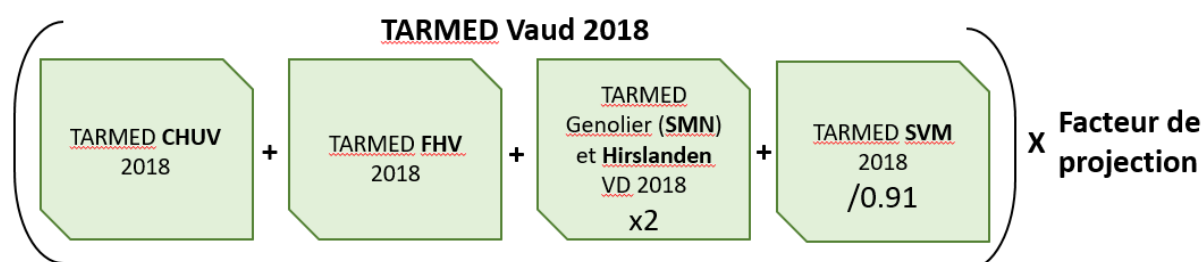 TARMED Vaud 2018
TARMED CHUV
2018
+
TARMED FHV
2018
+
TARMED
Genolier (SMN)
et Hirslanden
VD 2018
x2
+
TARMED SVM
2018
/0.91
X
Facteur de
projection